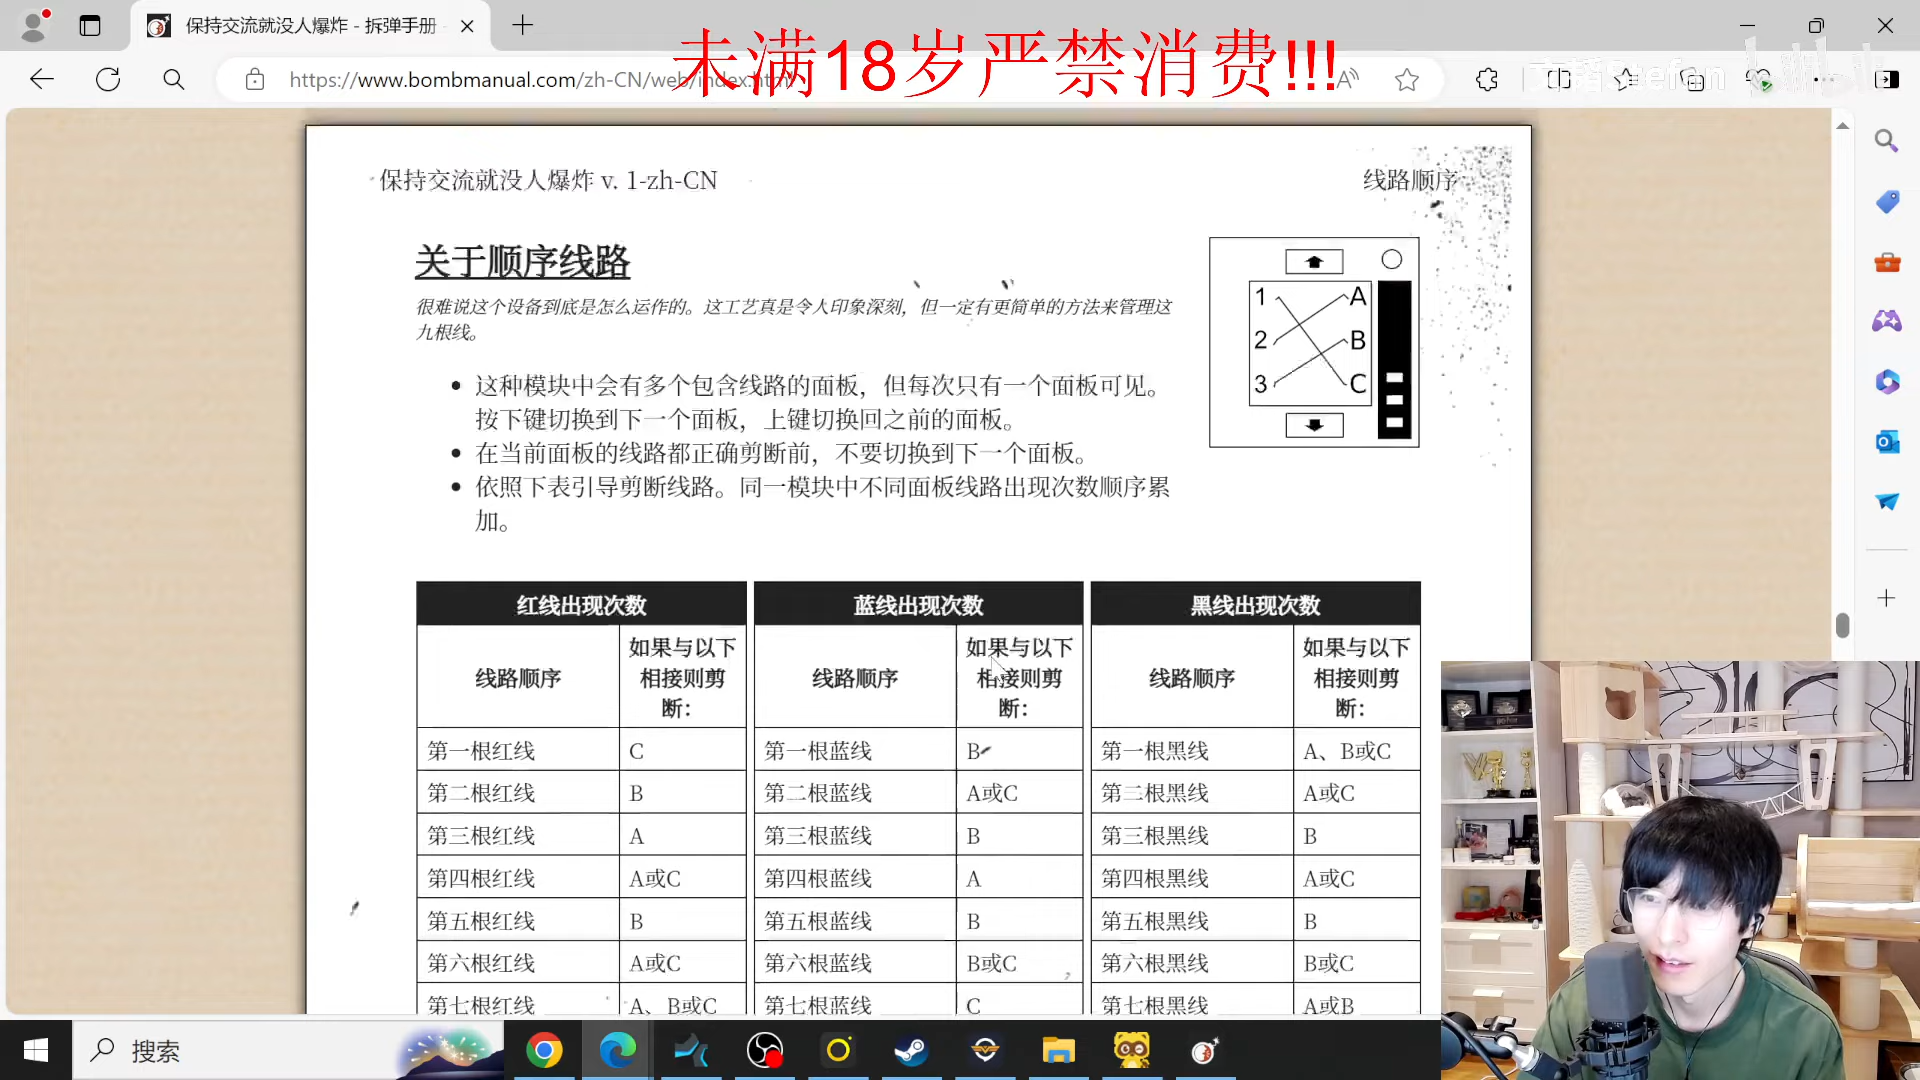 保持交流就没人爆炸 - 拆弹手册
未满18岁严禁消费!!!
https://www.bombmanual.com/zh-CN/web/index.html
保持交流就没人爆炸 v. 1-zh-CN
线路顺序
关于顺序线路
很难说这个设备到底是怎么运作的。这工艺真是令人印象深刻，但一定有更简单的方法来管理这
九根线。
这种模块中会有多个包含线路的面板，但每次只有一个面板可见。
按下键切换到下一个面板，上键切换回之前的面板。
在当前面板的线路都正确剪断前，不要切换到下一个面板。
依照下表引导剪断线路。同一模块中不同面板线路出现次数顺序累
加。
1 A
2 B
3 C
红线出现次数 蓝线出现次数 黑线出现次数
线路顺序 如果与以下相接则剪断： 线路顺序 如果与以下相接则剪断： 线路顺序 如果与以下相接则剪断：
第一根红线 C 第一根蓝线 B 第一根黑线 A、B或C
第二根红线 B 第二根蓝线 A或C 第二根黑线 A或C
第三根红线 A 第三根蓝线 B 第三根黑线 B
第四根红线 A或C 第四根蓝线 A 第四根黑线 A或C
第五根红线 B 第五根蓝线 B 第五根黑线 B
第六根红线 A或C 第六根蓝线 B或C 第六根黑线 B或C
第七根红线 A、B或C 第七根蓝线 C 第七根黑线 A或B
搜索